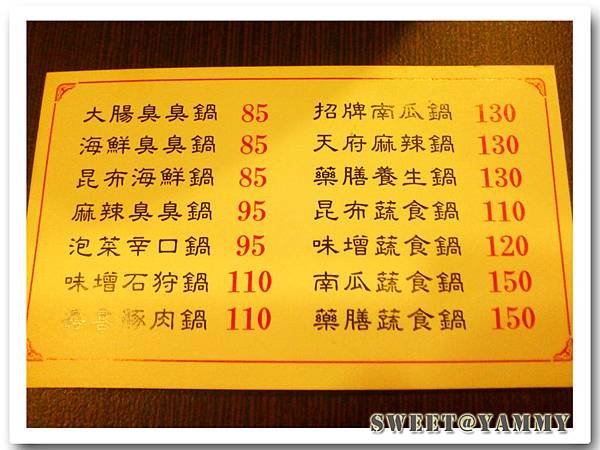 大腸臭臭鍋 85
海鮮臭臭鍋 85
昆布海鮮鍋 85
麻辣臭臭鍋 95
泡菜辛口鍋 95
味增石狩鍋 110
豚肉鍋 110
招牌南瓜鍋 130
天府麻辣鍋 130
藥膳養生鍋 130
昆布蔬食鍋 110
味增蔬食鍋 120
南瓜蔬食鍋 150
藥膳蔬食鍋 150
SWEET@YAMMY